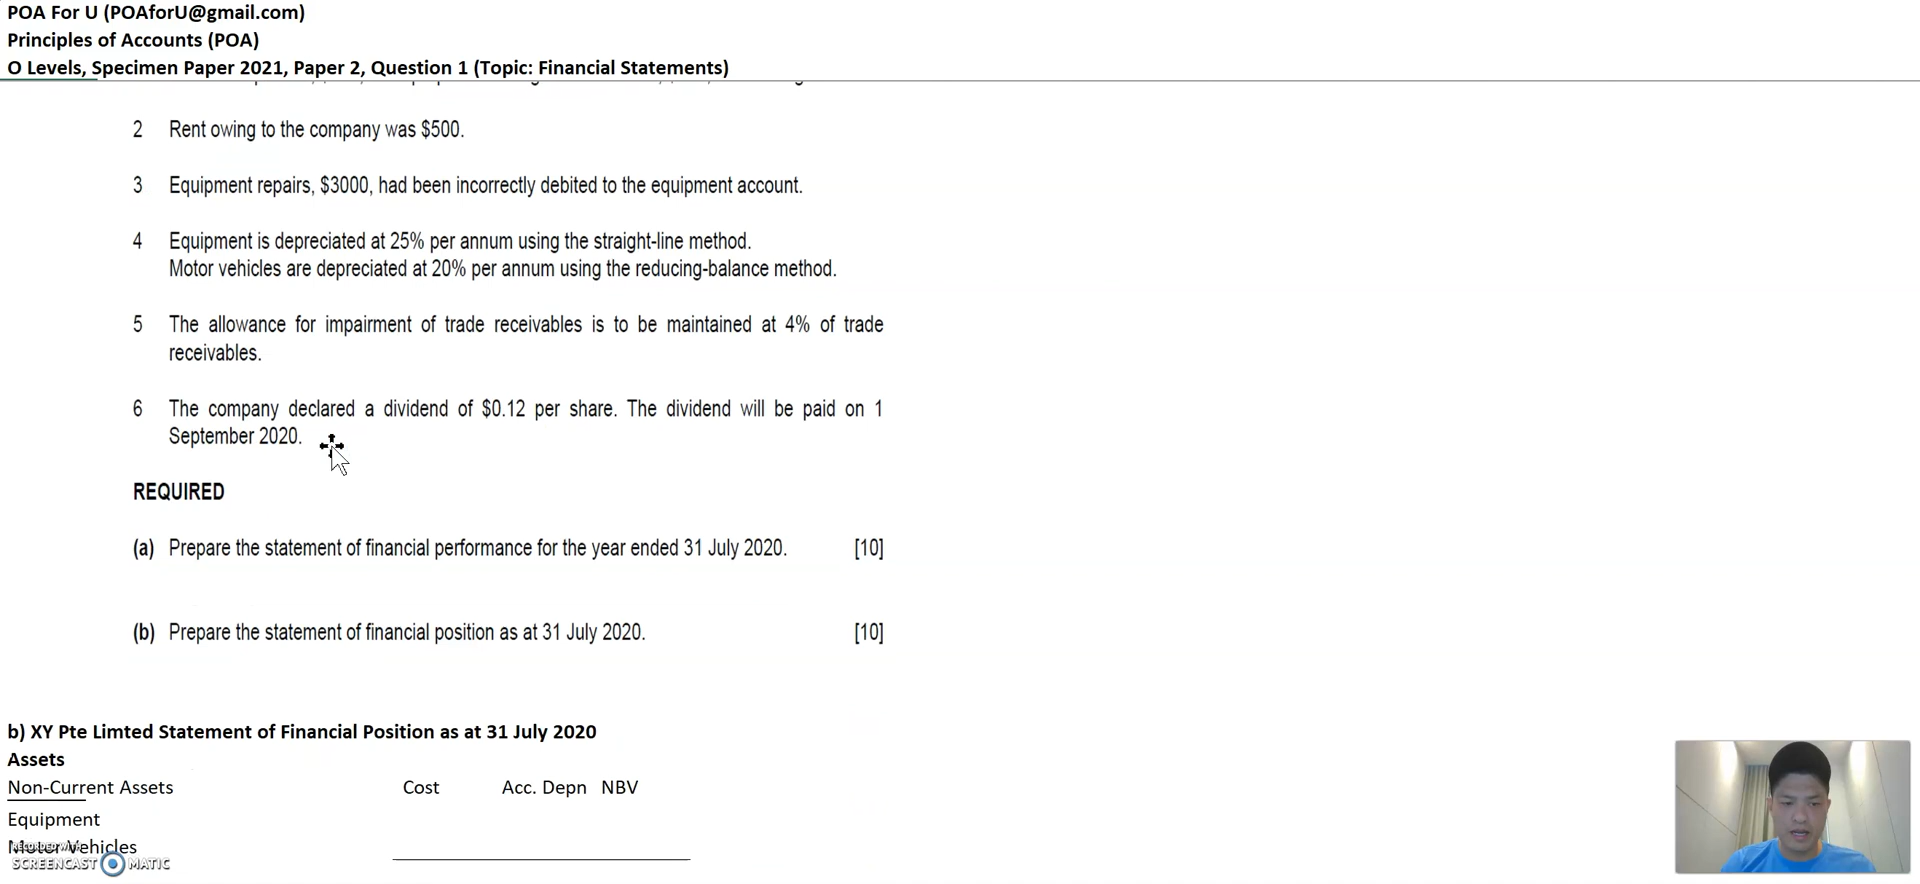 POA For U (POAforU@gmail.com)
Principles of Accounts (POA)
O Levels, Specimen Paper 2021, Paper 2, Question 1 (Topic: Financial Statements)
2 Rent owing to the company was $500.
3 Equipment repairs, $3000, had been incorrectly debited to the equipment account.
4 Equipment is depreciated at 25% per annum using the straight-line method.
Motor vehicles are depreciated at 20% per annum using the reducing-balance method.
5 The allowance for impairment of trade receivables is to be maintained at 4% of trade
receivables.
6 The company declared a dividend of $0.12 per share. The dividend will be paid on 1
September 2020.
REQUIRED
(a) Prepare the statement of financial performance for the year ended 31 July 2020. [10]
(b) Prepare the statement of financial position as at 31 July 2020. [10]
b) XY Pte Limted Statement of Financial Position as at 31 July 2020
Assets
Non-Current Assets Cost Acc. Depn NBV
Equipment
Motor Vehicles
RECORDED WITH
SCREENCAST MATIC